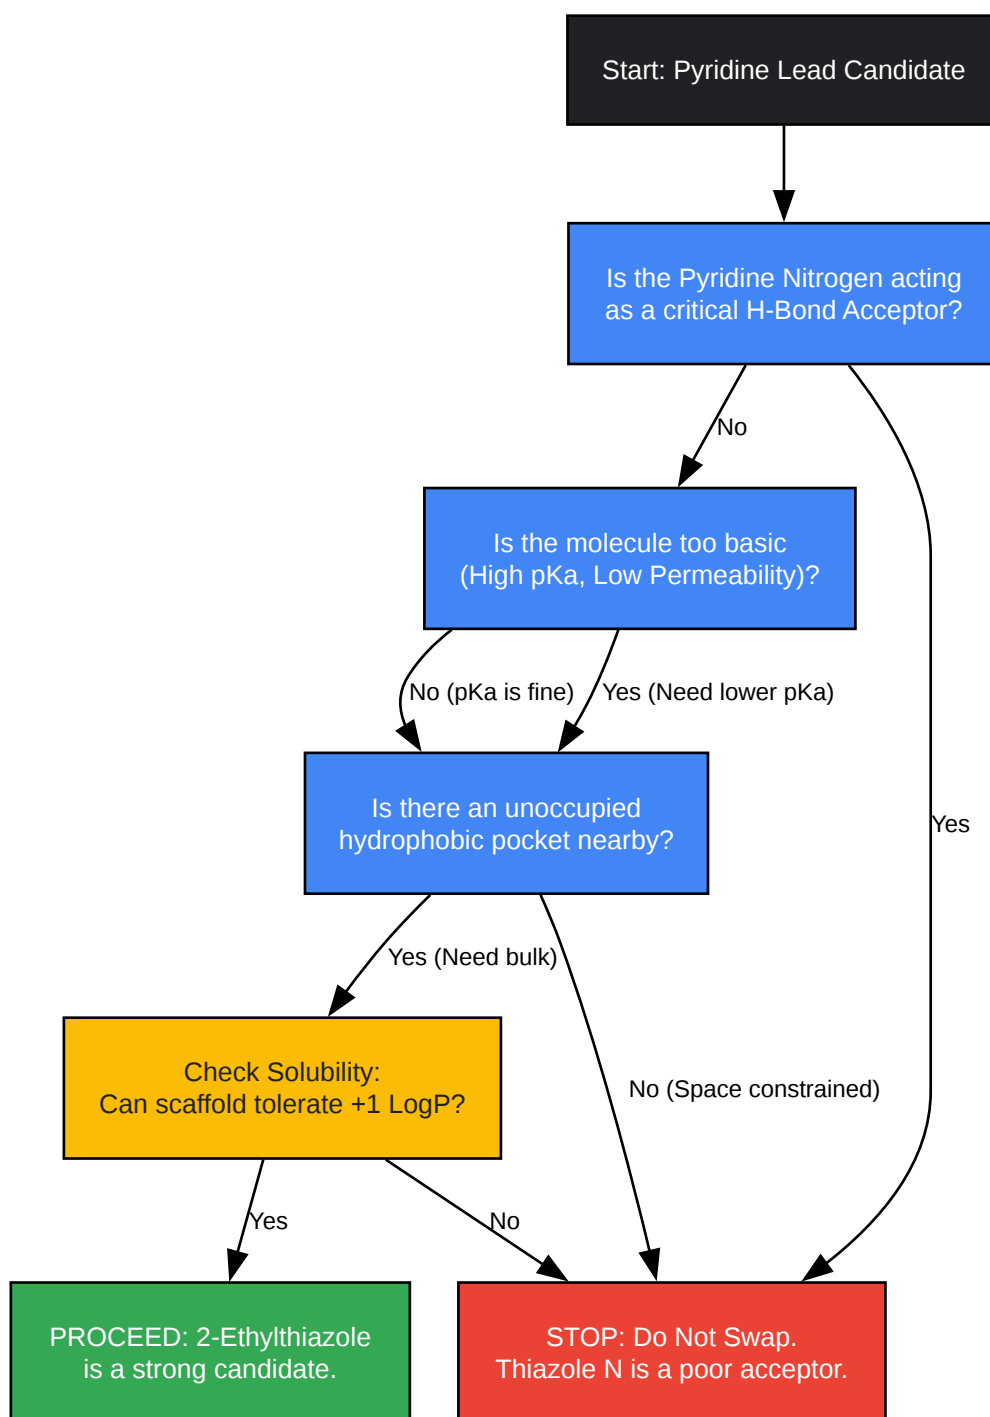 Start: Pyridine Lead Candidate
Is the Pyridine Nitrogen acting
as a critical H-Bond Acceptor?
No
Is the molecule too basic
(High pKa, Low Permeability)?
No (pKa is fine)
Yes (Need lower pKa)
Is there an unoccupied
hydrophobic pocket nearby?
Yes
Yes (Need bulk)
Check Solubility:
Can scaffold tolerate +1 LogP?
No (Space constrained)
Yes
No
PROCEED: 2-Ethylthiazole
is a strong candidate.
STOP: Do Not Swap.
Thiazole N is a poor acceptor.